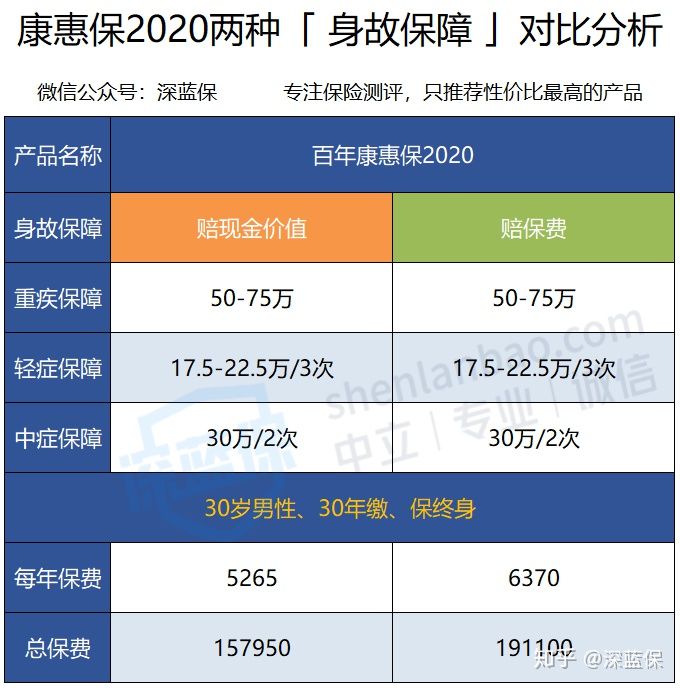 康惠保2020两种「 身故保障 」对比分析
微信公众号：深蓝保 专注保险测评，只推荐性价比最高的产品
产品名称 百年康惠保2020
身故保障 赔现金价值 赔保费
重疾保障 50-75万 50-75万
轻症保障 17.5-22.5万/3次 17.5-22.5万/3次
中症保障 30万/2次 30万/2次
30岁男性、30年缴、保终身
每年保费 5265 6370
总保费 157950 191100
深蓝保
shenlanbao.com
中立｜专业｜诚信
知乎 @深蓝保